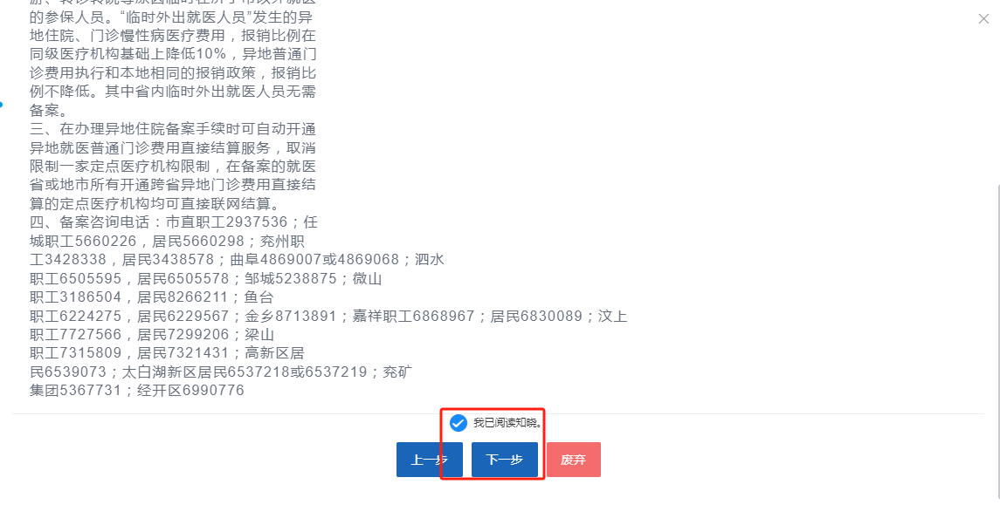 游、转诊转院等原因临时在济宁市以外就医
的参保人员。“临时外出就医人员”发生的异
地住院、门诊慢性病医疗费用，报销比例在
同级医疗机构基础上降低10%，异地普通门
诊费用执行和本地相同的报销政策，报销比
例不降低。其中省内临时外出就医人员无需
备案。
三、在办理异地住院备案手续时可自动开通
异地就医普通门诊费用直接结算服务，取消
限制一家定点医疗机构限制，在备案的就医
省或地市所有开通跨省异地门诊费用直接结
算的定点医疗机构均可直接联网结算。
四、备案咨询电话：市直职工2937536；任
城职工5660226，居民5660298；兖州职
工3428338，居民3438578；曲阜4869007或4869068；泗水
职工6505595，居民6505578；邹城5238875；微山
职工3186504，居民8266211；鱼台
职工6224275，居民6229567；金乡8713891；嘉祥职工6868967；居民6830089；汶上
职工7727566，居民7299206；梁山
职工7315809，居民7321431；高新区居
民6539073；太白湖新区居民6537218或6537219；兖矿
集团5367731；经开区6990776
我已阅读知晓。
上一步 下一步 废弃